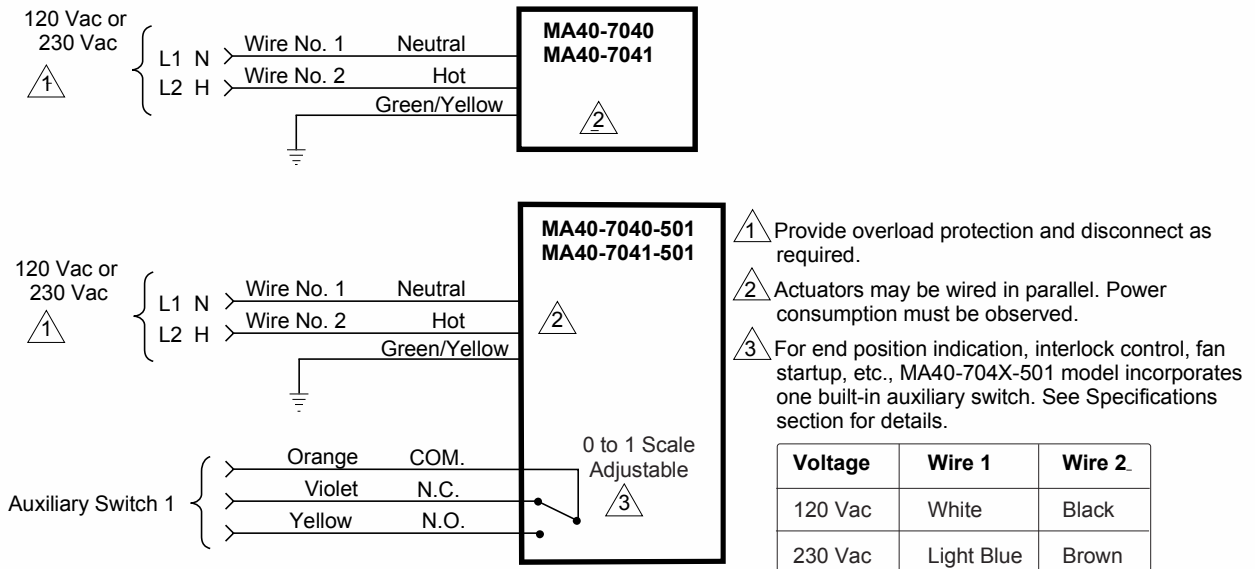 120 Vac or
230 Vac
1
L1 N
L2 H
Wire No. 1 Neutral
Wire No. 2 Hot
Green/Yellow
MA40-7040
MA40-7041
2
120 Vac or
230 Vac
1
L1 N
L2 H
Wire No. 1 Neutral
Wire No. 2 Hot
Green/Yellow
MA40-7040-501
MA40-7041-501
2
Auxiliary Switch 1
Orange COM.
Violet N.C.
Yellow N.O.
0 to 1 Scale
Adjustable
3
1 Provide overload protection and disconnect as
required.
2 Actuators may be wired in parallel. Power
consumption must be observed.
3 For end position indication, interlock control, fan
startup, etc., MA40-704X-501 model incorporates
one built-in auxiliary switch. See Specifications
section for details.
Voltage Wire 1 Wire 2
120 Vac White Black
230 Vac Light Blue Brown